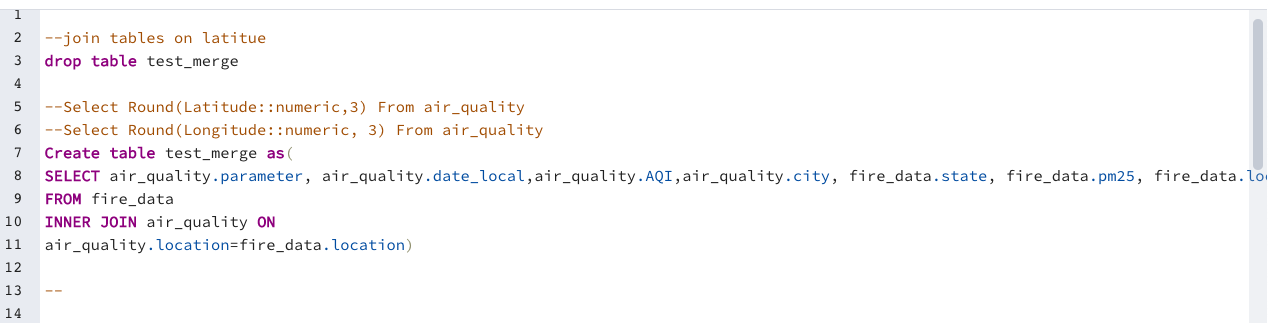 1
2 --join tables on latitue
3 drop table test_merge
4
5 --Select Round(Latitude::numeric,3) From air_quality
6 --Select Round(Longitude::numeric, 3) From air_quality
7 Create table test_merge as(
8 SELECT air_quality.parameter, air_quality.date_local,air_quality.AQI,air_quality.city, fire_data.state, fire_data.pm25, fire_data.loc
9 FROM fire_data
10 INNER JOIN air_quality ON
11 air_quality.location=fire_data.location)
12
13 --
14